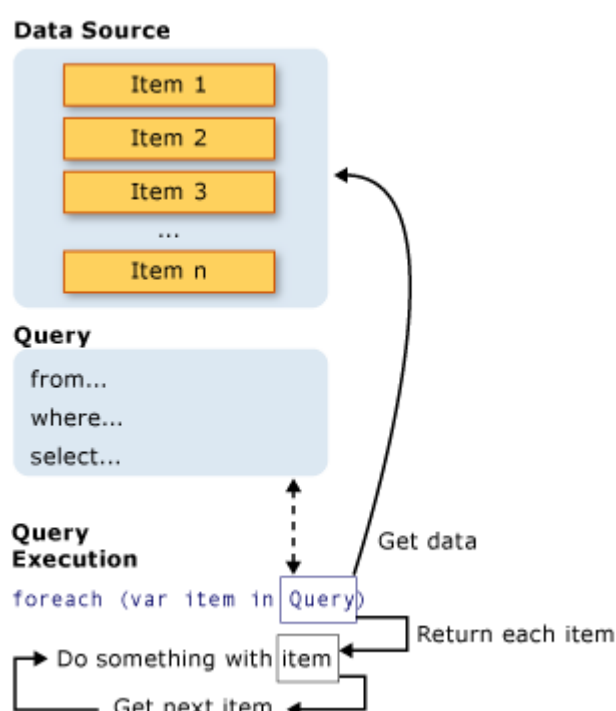 Data Source
Item 1
Item 2
Item 3
...
Item n
Query
from...
where...
select...
Query
Execution
Get data
foreach (var item in Query)
Return each item
Do something with item
Get next item